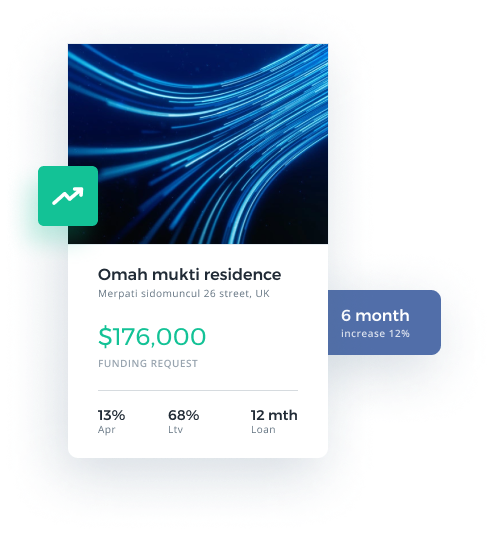 Omah mukti residence
Merpati sidomuncul 26 street, UK
$176,000
FUNDING REQUEST
6 month
increase 12%
13% 68% 12 mth
Apr Ltv Loan